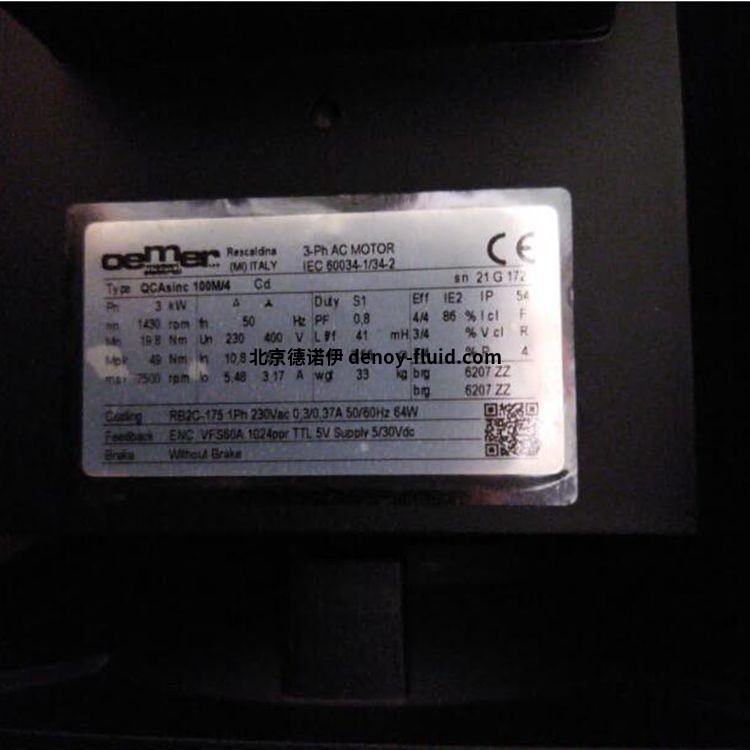 oemer Rescaldina 3-Ph AC MOTOR CE
(MI) ITALY IEC 60034-1/34-2
sn 21 G 172
Type QCAsinc 100M/4 Cd
Pn 3 kW Δ Duty S1 Eff IE2 IP 54
nn 1430 rpm fn 50 Hz PF 0,8 4/4 86 % I cl F
Mn 19,8 Nm Un 230 400 V 41 mH 3/4 % V cl R
49 Nm In 10,8 4
7500 rpm Io 5,48 3,17 A wgt 33 kg brg 6207 ZZ
brg 6207 ZZ
北京德诺伊 denoy-fluid.com
Cooling RB2C-175 1Ph 230Vac 0,3/0,37A 50/60Hz 64W
Feedback ENC VFS60A 1024ppr TTL 5V Supply 5/30Vdc
Brake Without Brake